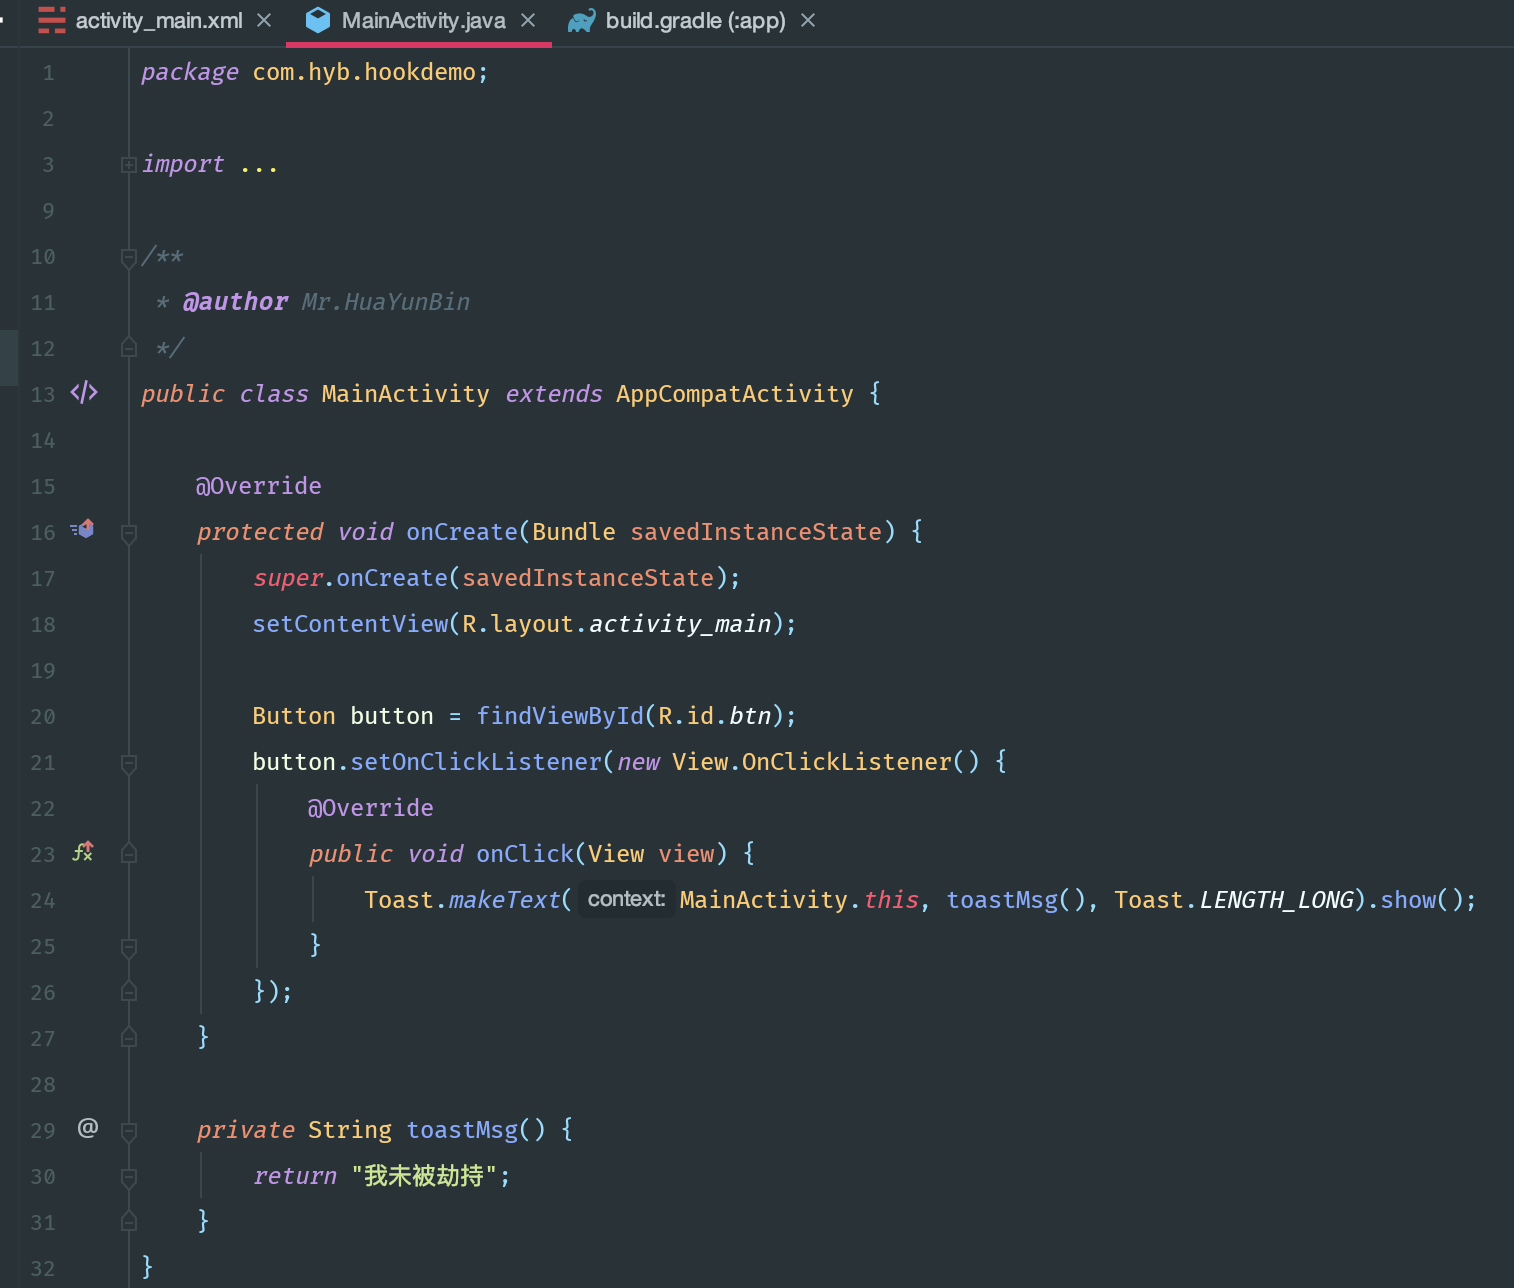 activity_main.xml MainActivity.java build.gradle (:app)
1 package com.hyb.hookdemo;
2
3 import ...
9
10 /**
11 * @author Mr.HuaYunBin
12 */
13 public class MainActivity extends AppCompatActivity {
14
15 @Override
16 protected void onCreate(Bundle savedInstanceState) {
17 super.onCreate(savedInstanceState);
18 setContentView(R.layout.activity_main);
19
20 Button button = findViewById(R.id.btn);
21 button.setOnClickListener(new View.OnClickListener() {
22 @Override
23 public void onClick(View view) {
24 Toast.makeText( context: MainActivity.this, toastMsg(), Toast.LENGTH_LONG).show();
25 }
26 });
27 }
28
29 @ private String toastMsg() {
30 return "我未被劫持";
31 }
32 }